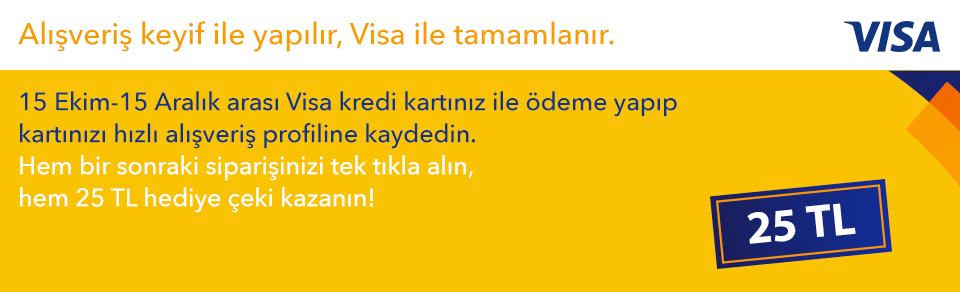 Alışveriş keyif ile yapılır, Visa ile tamamlanır.
VISA
15 Ekim-15 Aralık arası Visa kredi kartınız ile ödeme yapıp
kartınızı hızlı alışveriş profiline kaydedin.
Hem bir sonraki siparişinizi tek tıkla alın,
hem 25 TL hediye çeki kazanın!
25 TL